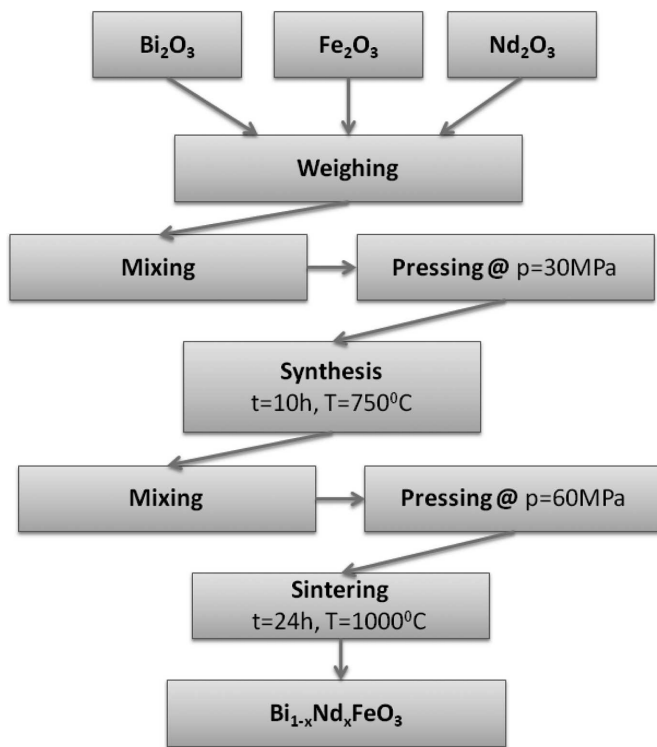 Bi₂O₃
Fe₂O₃
Nd₂O₃
Weighing
Mixing
Pressing @ p=30MPa
Synthesis
t=10h, T=750⁰C
Mixing
Pressing @ p=60MPa
Sintering
t=24h, T=1000⁰C
Bi₁₋ₓNdₓFeO₃